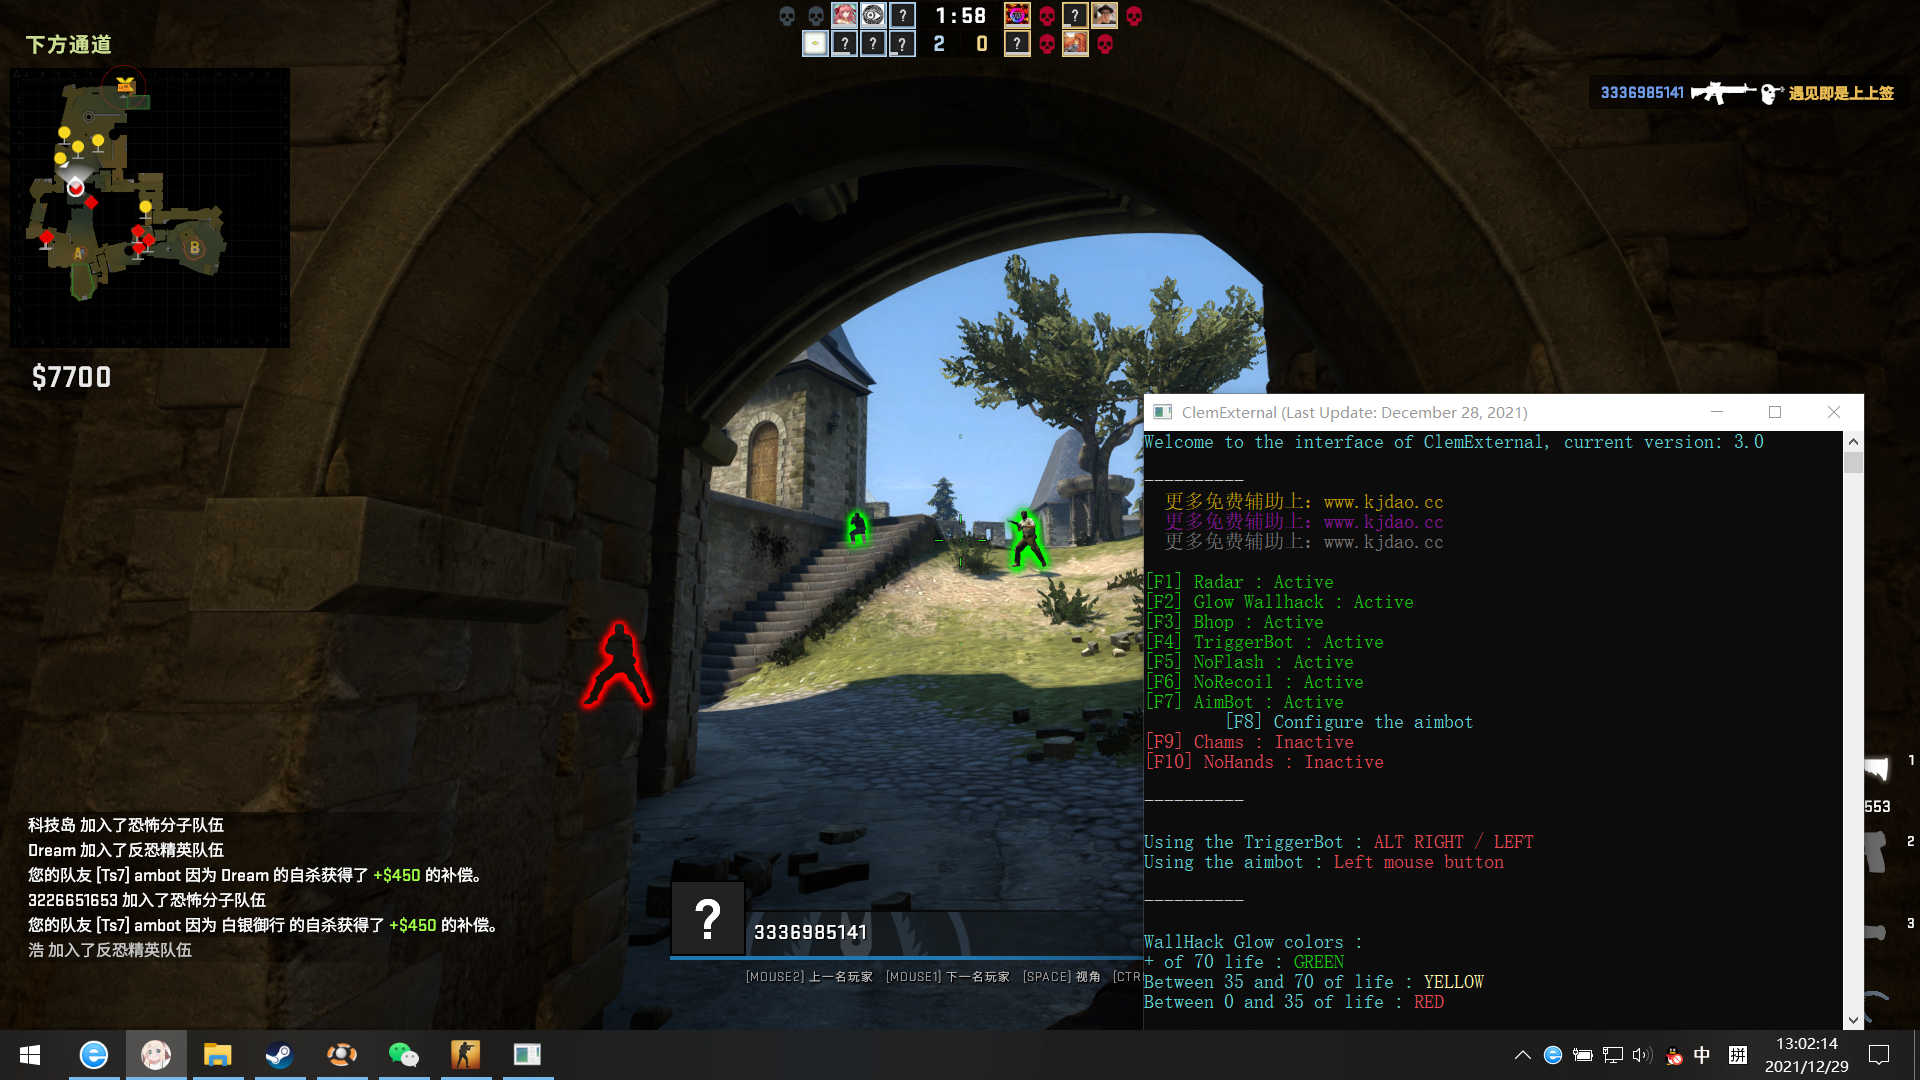 下方通道
1:58
2 0
? ? ? ? ? ? ?
3336985141 遇见即是上上签
A
B
$7700
ClemExternal (Last Update: December 28, 2021)
Welcome to the interface of ClemExternal, current version: 3.0
----------
更多免费辅助上: www.kjdao.cc
更多免费辅助上: www.kjdao.cc
更多免费辅助上: www.kjdao.cc
[F1] Radar : Active
[F2] Glow Wallhack : Active
[F3] Bhop : Active
[F4] TriggerBot : Active
[F5] NoFlash : Active
[F6] NoRecoil : Active
[F7] AimBot : Active
[F8] Configure the aimbot
[F9] Chams : Inactive
[F10] NoHands : Inactive
----------
Using the TriggerBot : ALT RIGHT / LEFT
Using the aimbot : Left mouse button
----------
WallHack Glow colors :
+ of 70 life : GREEN
Between 35 and 70 of life : YELLOW
Between 0 and 35 of life : RED
1
553
2
3
科技岛 加入了恐怖分子队伍
Dream 加入了反恐精英队伍
您的队友 [Ts7] ambot 因为 Dream 的自杀获得了 +$450 的补偿。
3226651653 加入了恐怖分子队伍
您的队友 [Ts7] ambot 因为 白银御行 的自杀获得了 +$450 的补偿。
浩 加入了反恐精英队伍
?
3336985141
[MOUSE2] 上一名玩家 [MOUSE1] 下一名玩家 [SPACE] 视角 [CTR
中 拼
13:02:14
2021/12/29